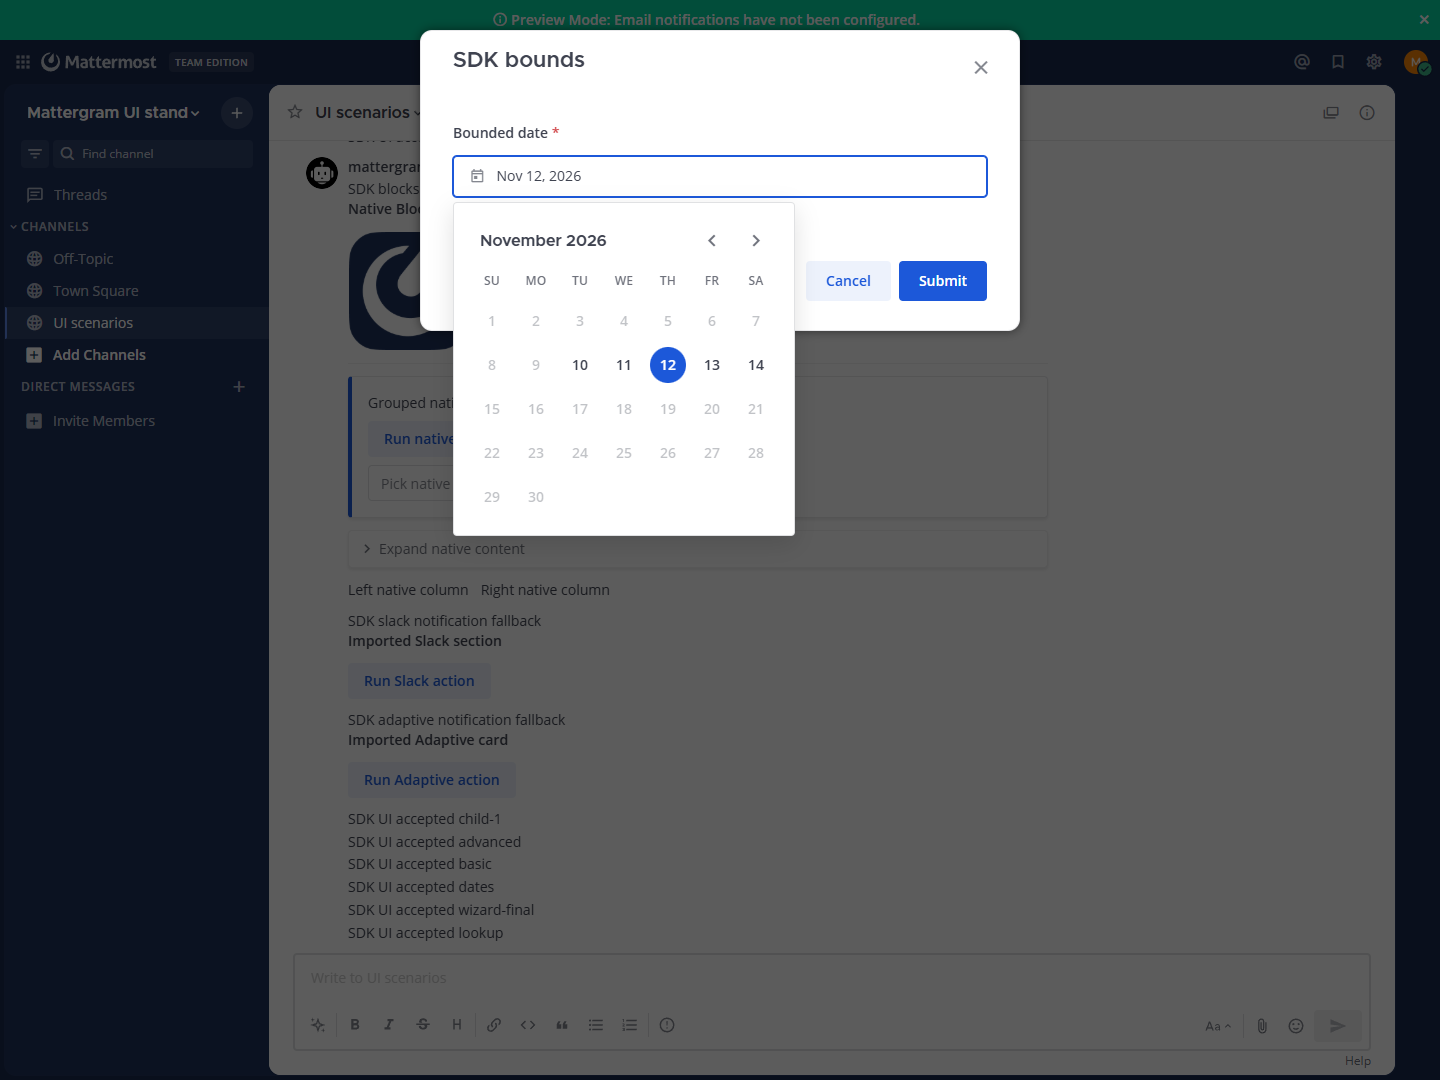 Preview Mode: Email notifications have not been configured.
Mattermost
TEAM EDITION
M
Mattergram UI stand
Find channel
Threads
CHANNELS
Off-Topic
Town Square
UI scenarios
Add Channels
DIRECT MESSAGES
Invite Members
UI scenarios
SDK blocks
Native Blo
Grouped nati
Run native
Pick native
SDK bounds
Bounded date *
Nov 12, 2026
November 2026
SU MO TU WE TH FR SA
1 2 3 4 5 6 7
8 9 10 11 12 13 14
15 16 17 18 19 20 21
22 23 24 25 26 27 28
29 30
Cancel
Submit
Expand native content
Left native column Right native column
SDK slack notification fallback
Imported Slack section
Run Slack action
SDK adaptive notification fallback
Imported Adaptive card
Run Adaptive action
SDK UI accepted child-1
SDK UI accepted advanced
SDK UI accepted basic
SDK UI accepted dates
SDK UI accepted wizard-final
SDK UI accepted lookup
Write to UI scenarios
B I S H
Aa
Help